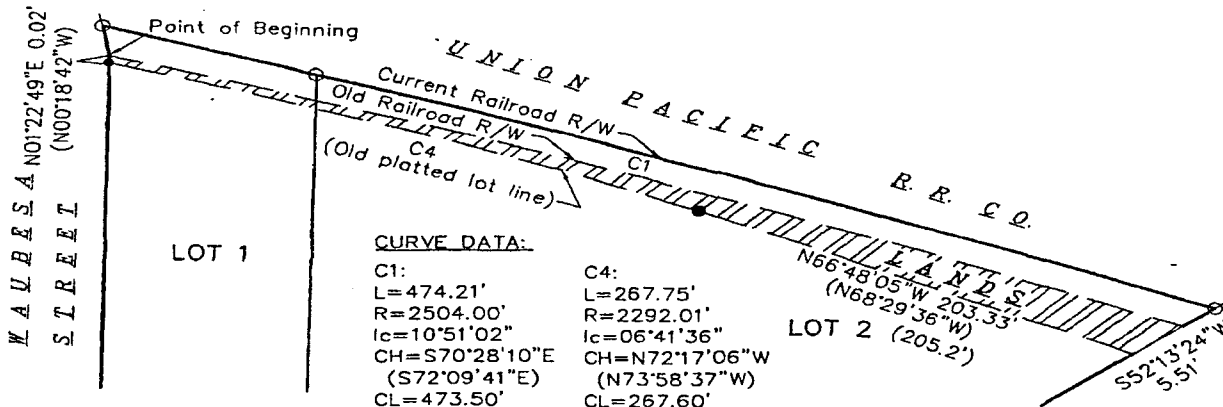 Point of Beginning
N01°22'49"E 0.02'
(N00°18'42"W)
WAUBESA
STREET
UNION PACIFIC
R.R. CO.
LANDS
Current Railroad R/W
Old Railroad R/W
C1
C4
(Old platted lot line)
LOT 1
N66°48'05"W 203.33'
(N68°29'36"W)
(205.2')
LOT 2
S52°13'24"W
5.51'
CURVE DATA:
C1:
L=474.21'
R=2504.00'
Ic=10°51'02"
CH=S70°28'10"E
(S72°09'41"E)
CL=473.50'
C4:
L=267.75'
R=2292.01'
Ic=06°41'36"
CH=N72°17'06"W
(N73°58'37"W)
CL=267.60'